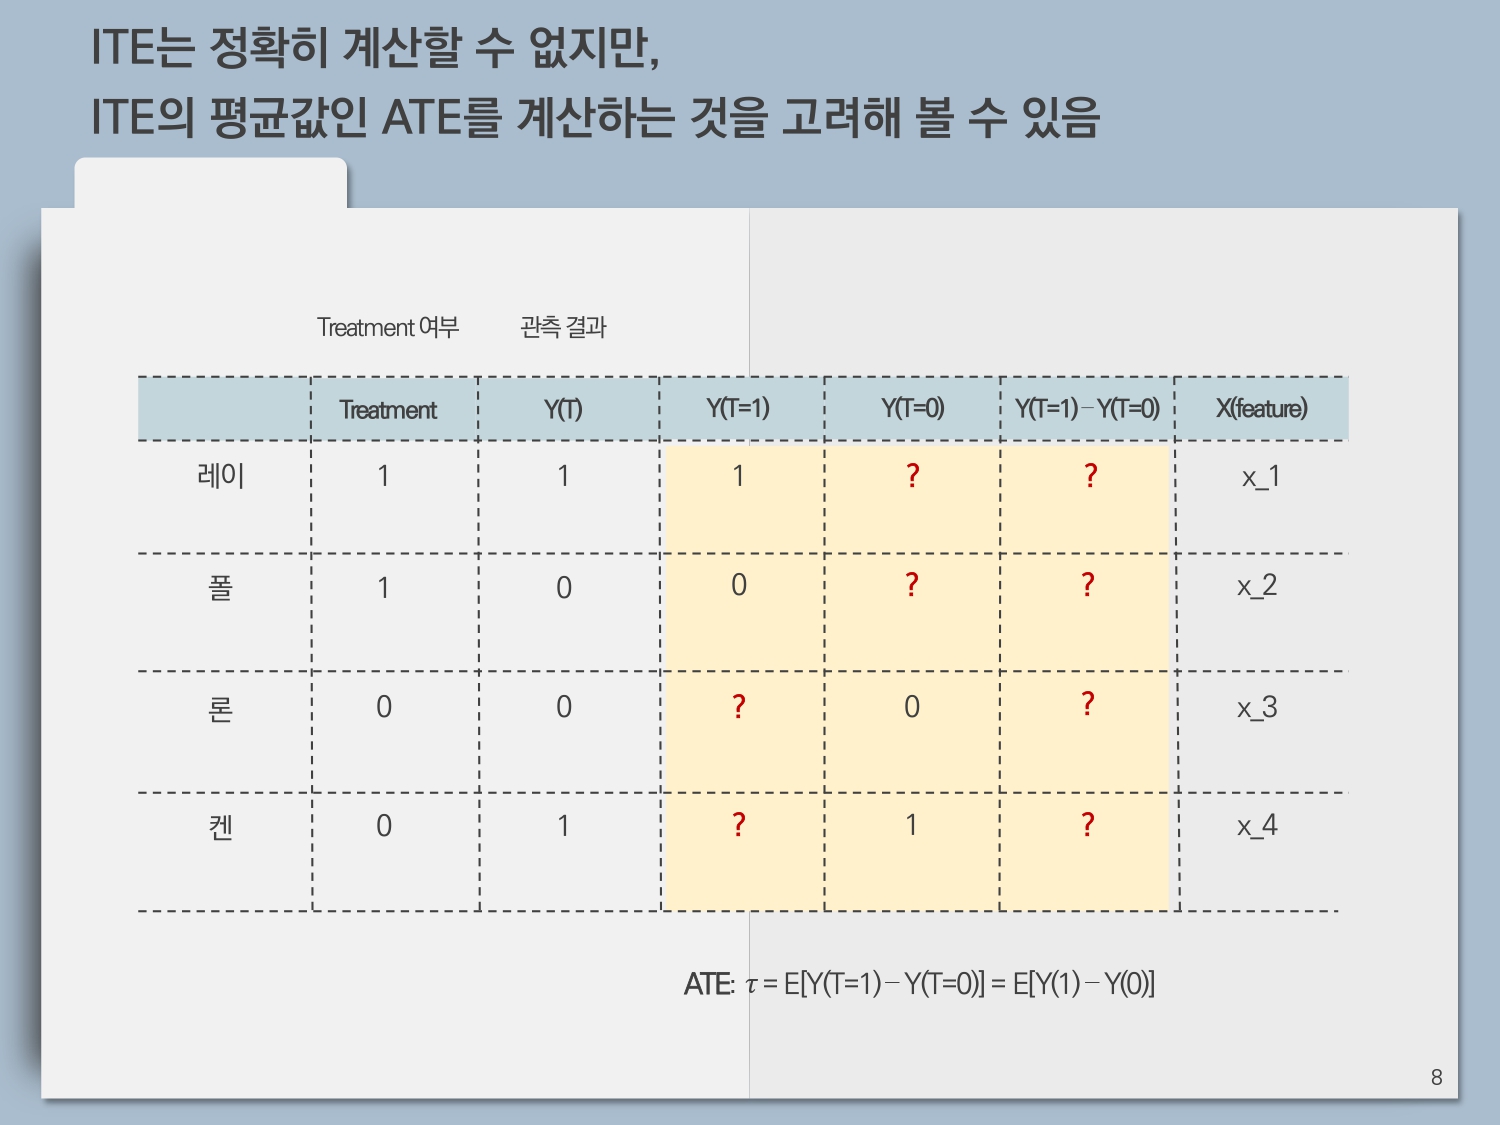 ITE는 정확히 계산할 수 없지만,
ITE의 평균값인 ATE를 계산하는 것을 고려해 볼 수 있음
Treatment 여부 관측 결과
Treatment Y(T) Y(T=1) Y(T=0) Y(T=1) – Y(T=0) X(feature)
레이 1 1 1 ? ? x_1
폴 1 0 0 ? ? x_2
론 0 0 ? 0 ? x_3
켄 0 1 ? 1 ? x_4
ATE: τ = E[Y(T=1) – Y(T=0)] = E[Y(1) – Y(0)]
8